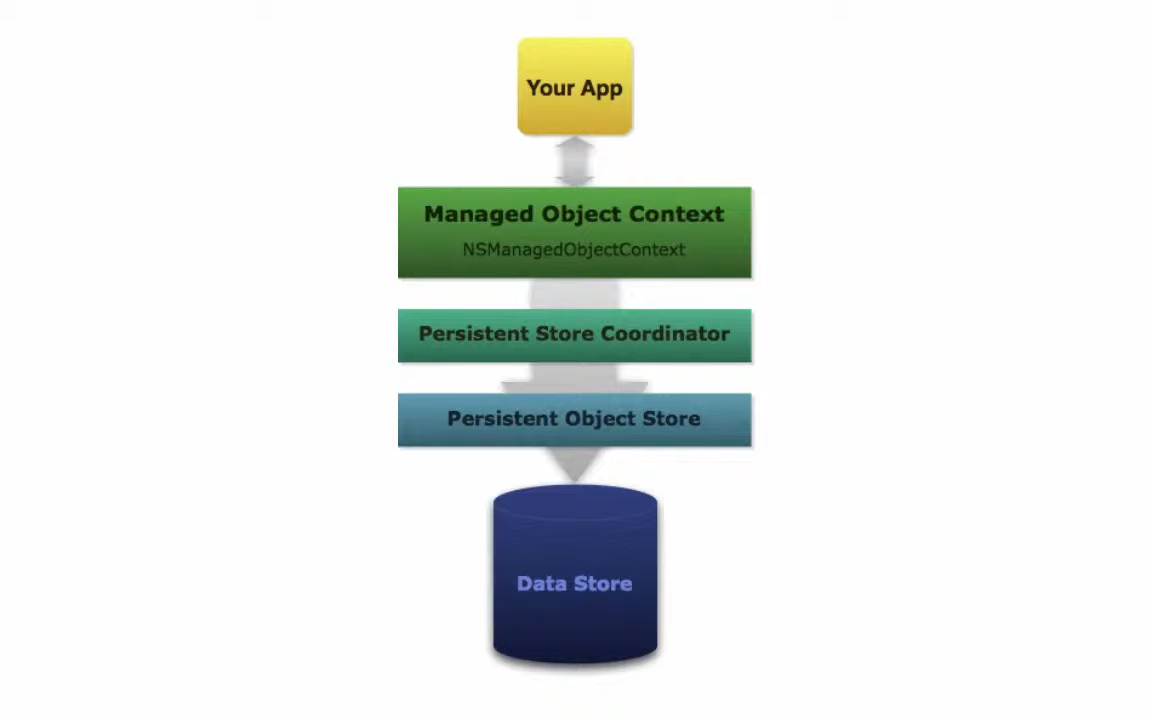 Your App
Managed Object Context
NSManagedObjectContext
Persistent Store Coordinator
Persistent Object Store
Data Store